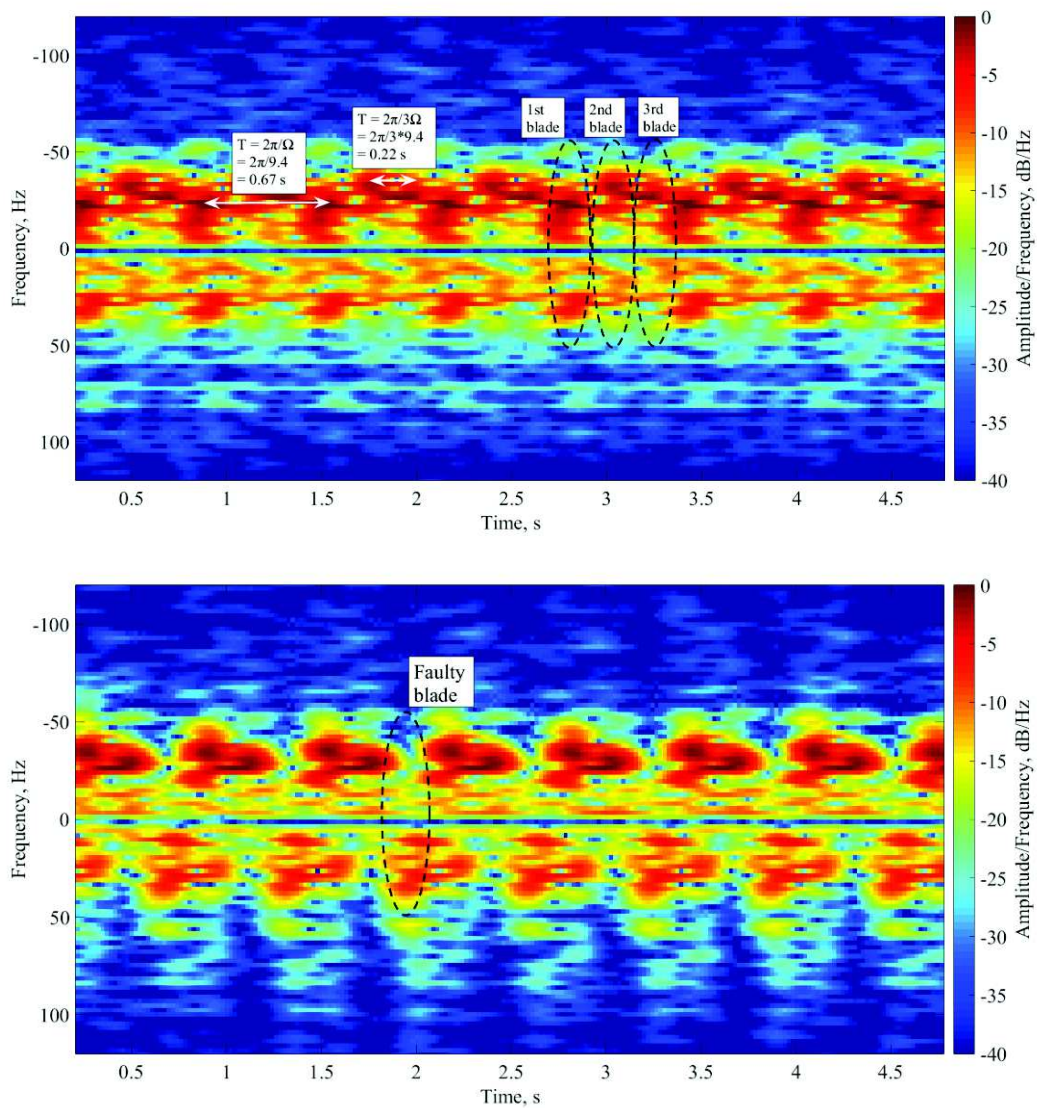 -100
-50
0
50
100
Frequency, Hz
T = 2π/Ω
= 2π/9.4
= 0.67 s
T = 2π/3Ω
= 2π/3*9.4
= 0.22 s
1st
blade
2nd
blade
3rd
blade
0.5
1
1.5
2
2.5
3
3.5
4
4.5
Time, s
0
-5
-10
-15
-20
-25
-30
-35
-40
Amplitude/Frequency, dB/Hz
-100
-50
0
50
100
Frequency, Hz
Faulty
blade
0.5
1
1.5
2
2.5
3
3.5
4
4.5
Time, s
0
-5
-10
-15
-20
-25
-30
-35
-40
Amplitude/Frequency, dB/Hz